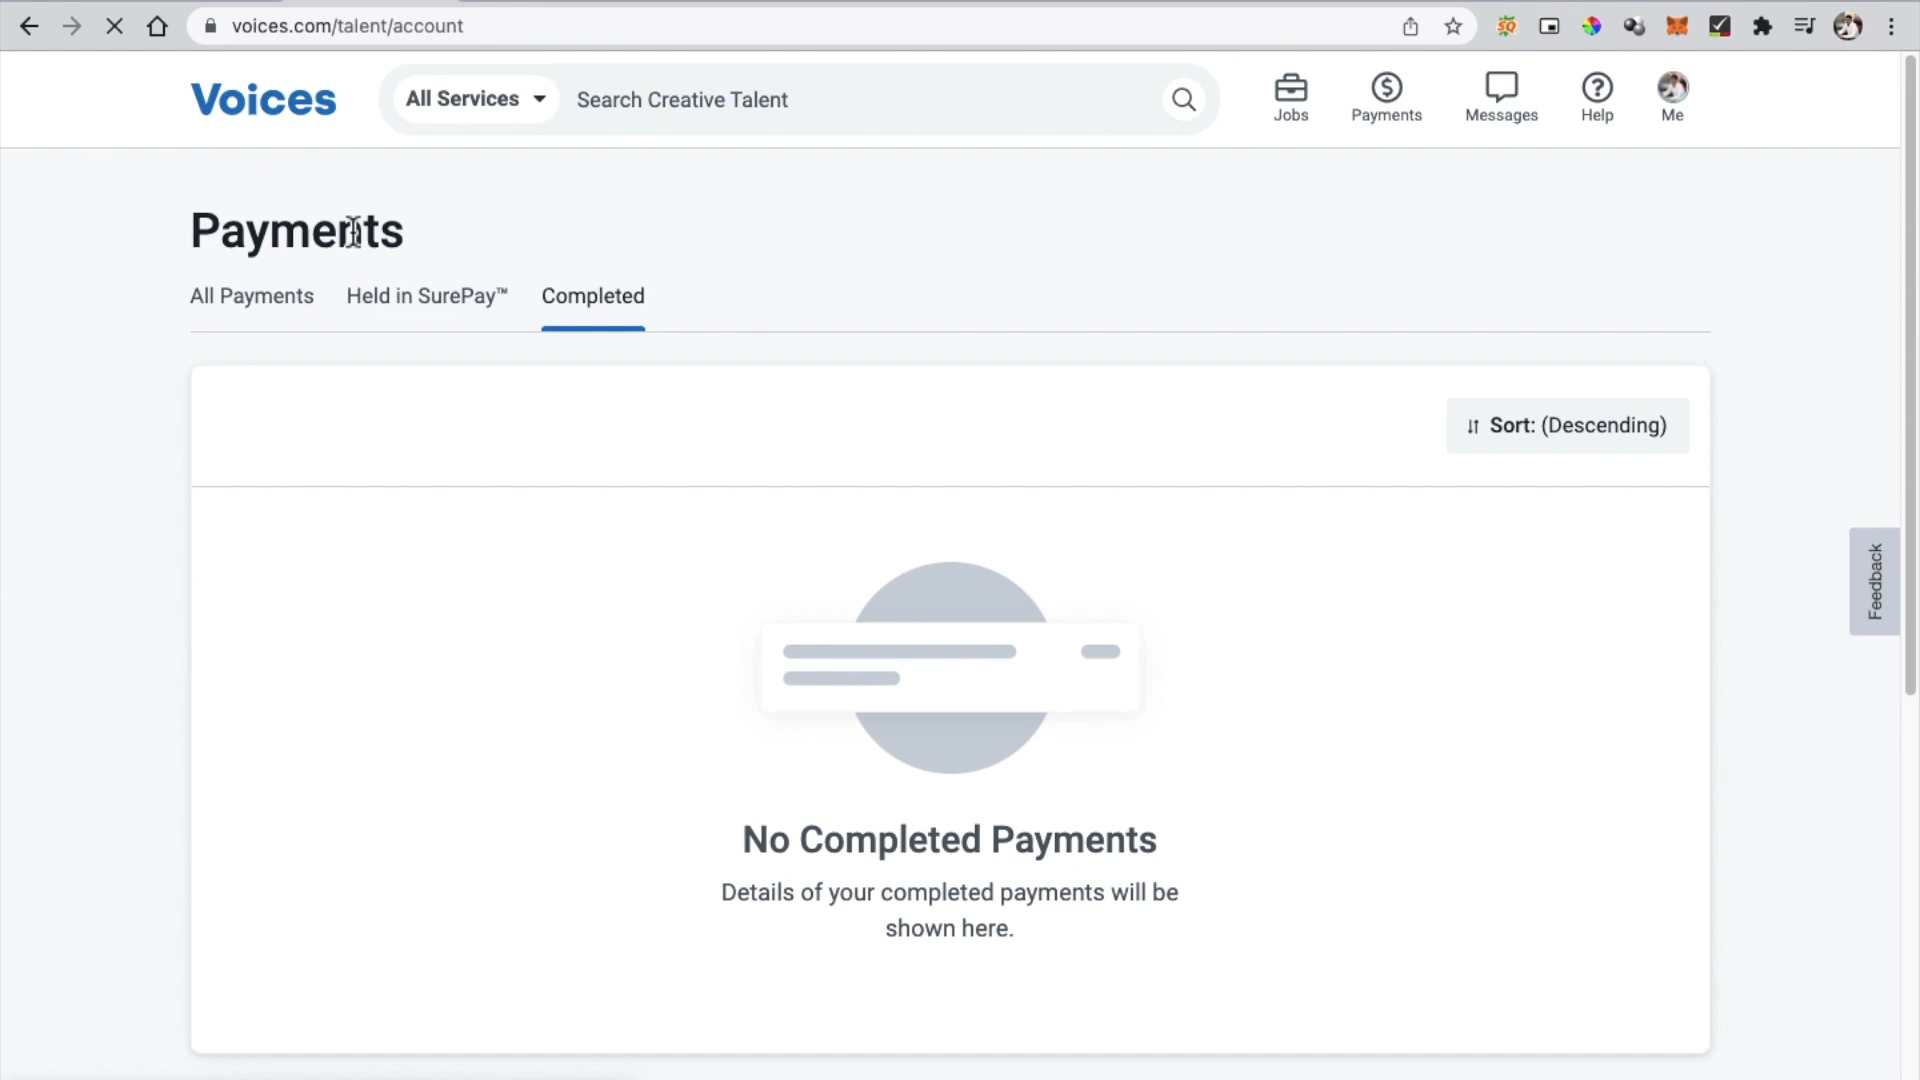 voices.com/talent/account
Voices
All Services
Search Creative Talent
Jobs
Payments
Messages
Help
Me
Payments
All Payments
Held in SurePay™
Completed
Sort: (Descending)
Feedback
No Completed Payments
Details of your completed payments will be
shown here.